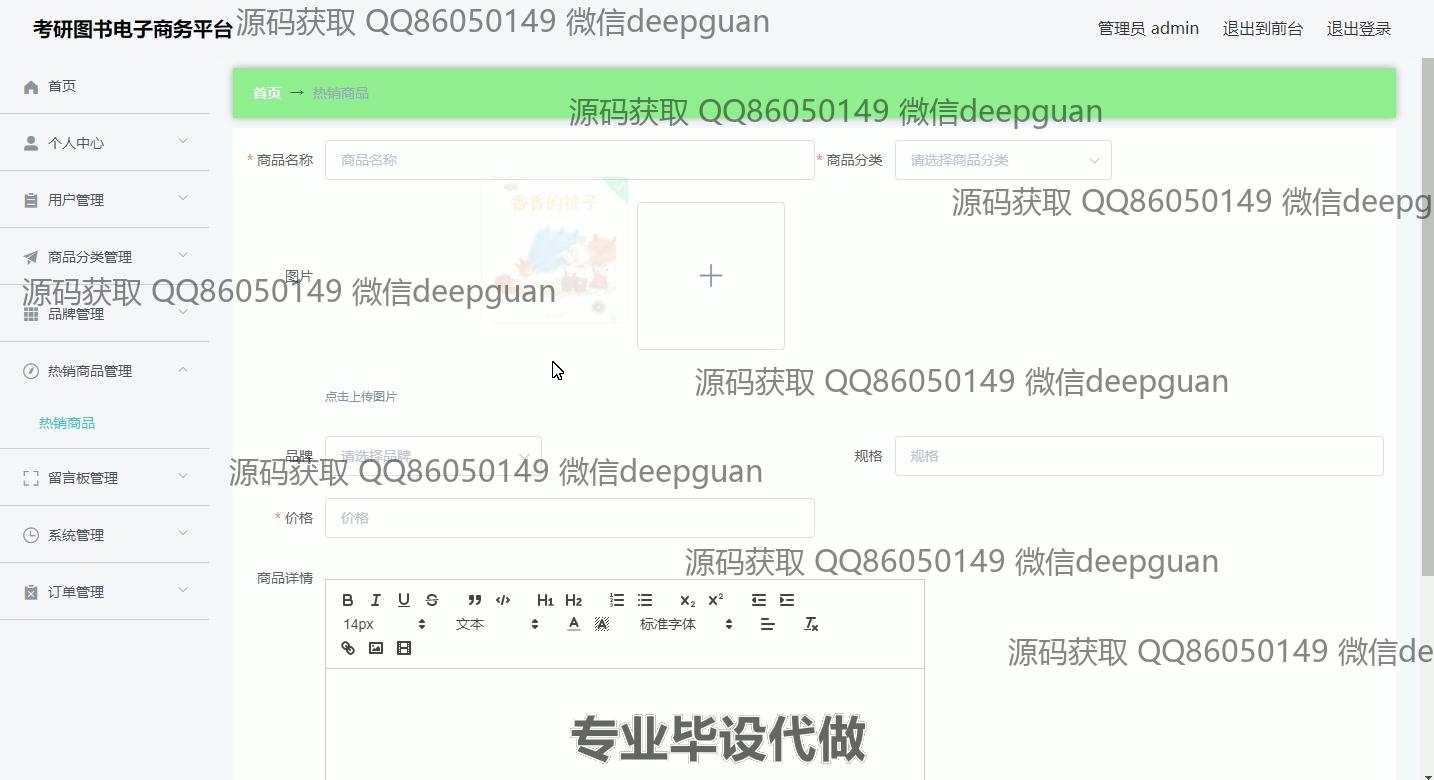 考研图书电子商务平台
源码获取 QQ86050149 微信deepguan
管理员 admin
退出到前台
退出登录
首页
个人中心
用户管理
商品分类管理
品牌管理
热销商品管理
热销商品
留言板管理
系统管理
订单管理
首页 → 热销商品
源码获取 QQ86050149 微信deepguan
* 商品名称
商品名称
* 商品分类
请选择商品分类
源码获取 QQ86050149 微信deepg
香香的被子
图片
源码获取 QQ86050149 微信deepguan
点击上传图片
源码获取 QQ86050149 微信deepguan
品牌
请选择品牌
规格
规格
源码获取 QQ86050149 微信deepguan
* 价格
价格
源码获取 QQ86050149 微信deepguan
商品详情
B I U S H1 H2 X2 X2
14px 文本 A A 标准字体 Tx
源码获取 QQ86050149 微信de
专业毕设代做